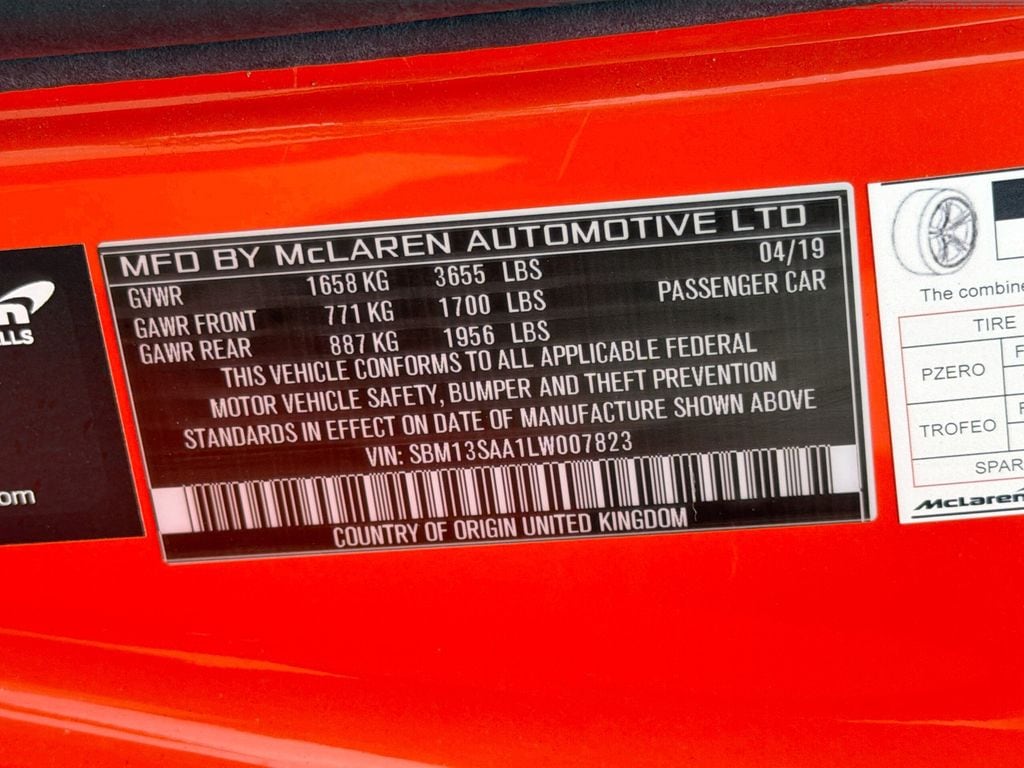 MFD BY McLAREN AUTOMOTIVE LTD
04/19
GVWR 1658 KG 3655 LBS
PASSENGER CAR
GAWR FRONT 771 KG 1700 LBS
GAWR REAR 887 KG 1956 LBS
THIS VEHICLE CONFORMS TO ALL APPLICABLE FEDERAL
MOTOR VEHICLE SAFETY, BUMPER AND THEFT PREVENTION
STANDARDS IN EFFECT ON DATE OF MANUFACTURE SHOWN ABOVE
VIN: SBM13SAA1LW007823
COUNTRY OF ORIGIN UNITED KINGDOM
The combine
TIRE
PZERO
TROFEO
SPAR
McLaren
n
LLS
om